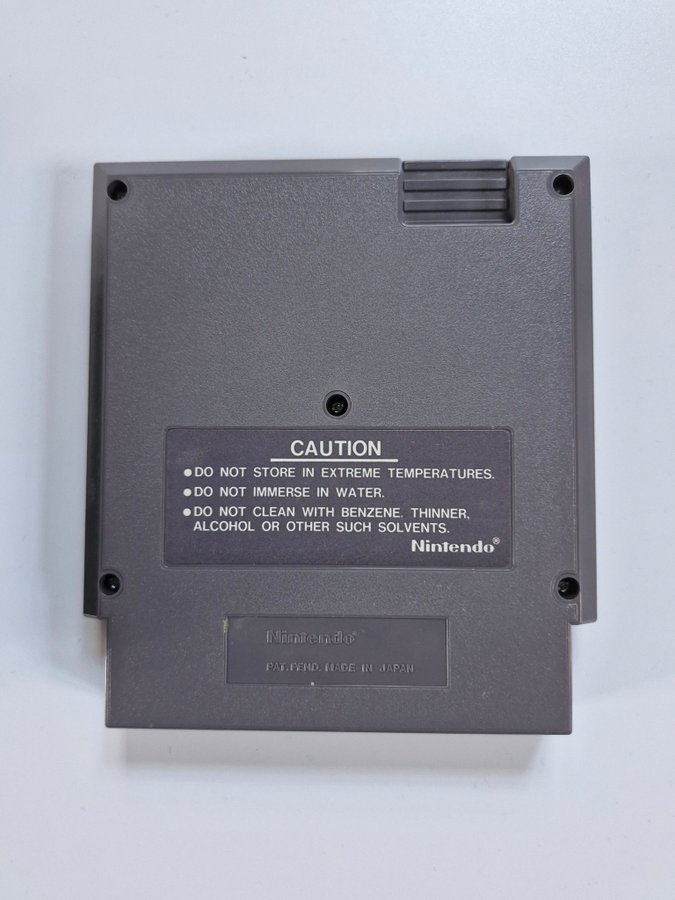 CAUTION
●DO NOT STORE IN EXTREME TEMPERATURES.
●DO NOT IMMERSE IN WATER.
●DO NOT CLEAN WITH BENZENE, THINNER,
ALCOHOL OR OTHER SUCH SOLVENTS.
Nintendo®
Nintendo®
PAT. PEND. MADE IN JAPAN